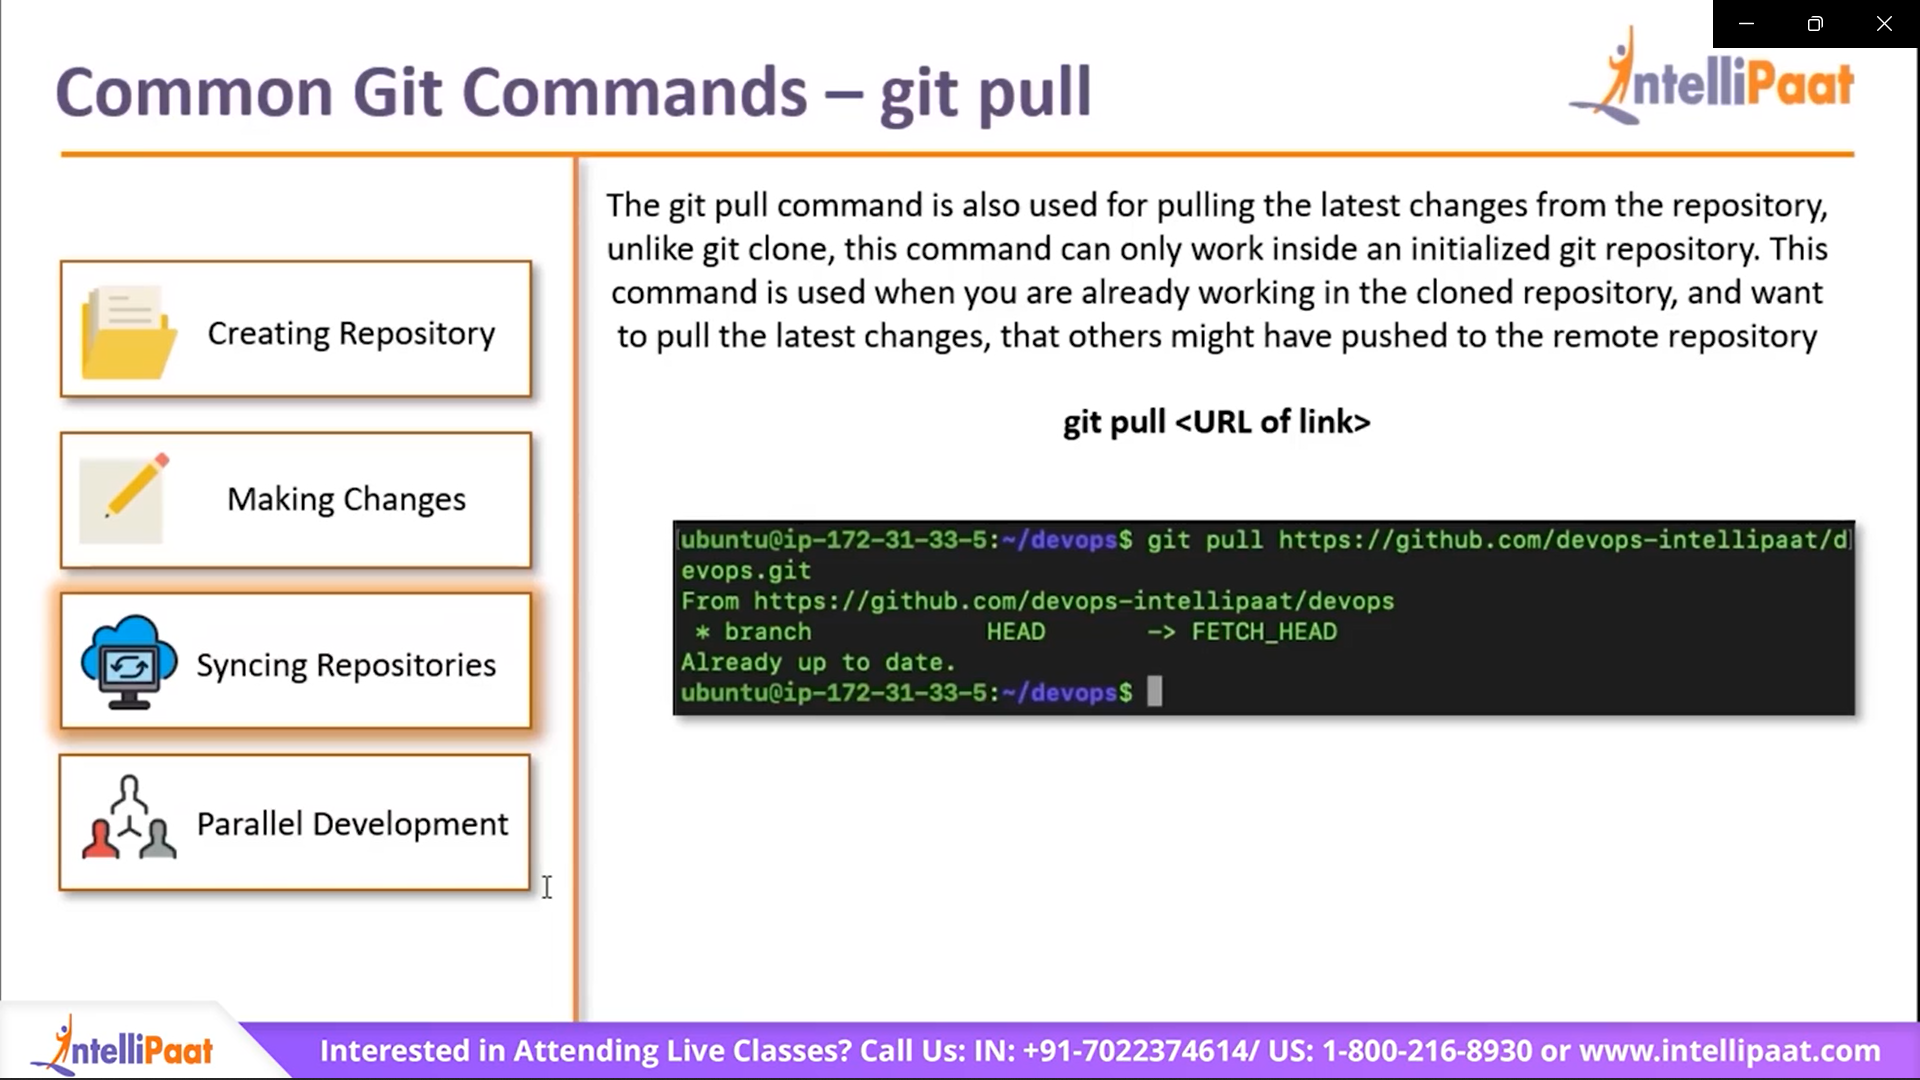 Common Git Commands – git pull
IntelliPaat
Creating Repository
Making Changes
Syncing Repositories
Parallel Development
The git pull command is also used for pulling the latest changes from the repository,
unlike git clone, this command can only work inside an initialized git repository. This
command is used when you are already working in the cloned repository, and want
to pull the latest changes, that others might have pushed to the remote repository
git pull <URL of link>
ubuntu@ip-172-31-33-5:~/devops$ git pull https://github.com/devops-intellipaat/d
evops.git
From https://github.com/devops-intellipaat/devops
* branch HEAD -> FETCH_HEAD
Already up to date.
ubuntu@ip-172-31-33-5:~/devops$
IntelliPaat
Interested in Attending Live Classes? Call Us: IN: +91-7022374614/ US: 1-800-216-8930 or www.intellipaat.com